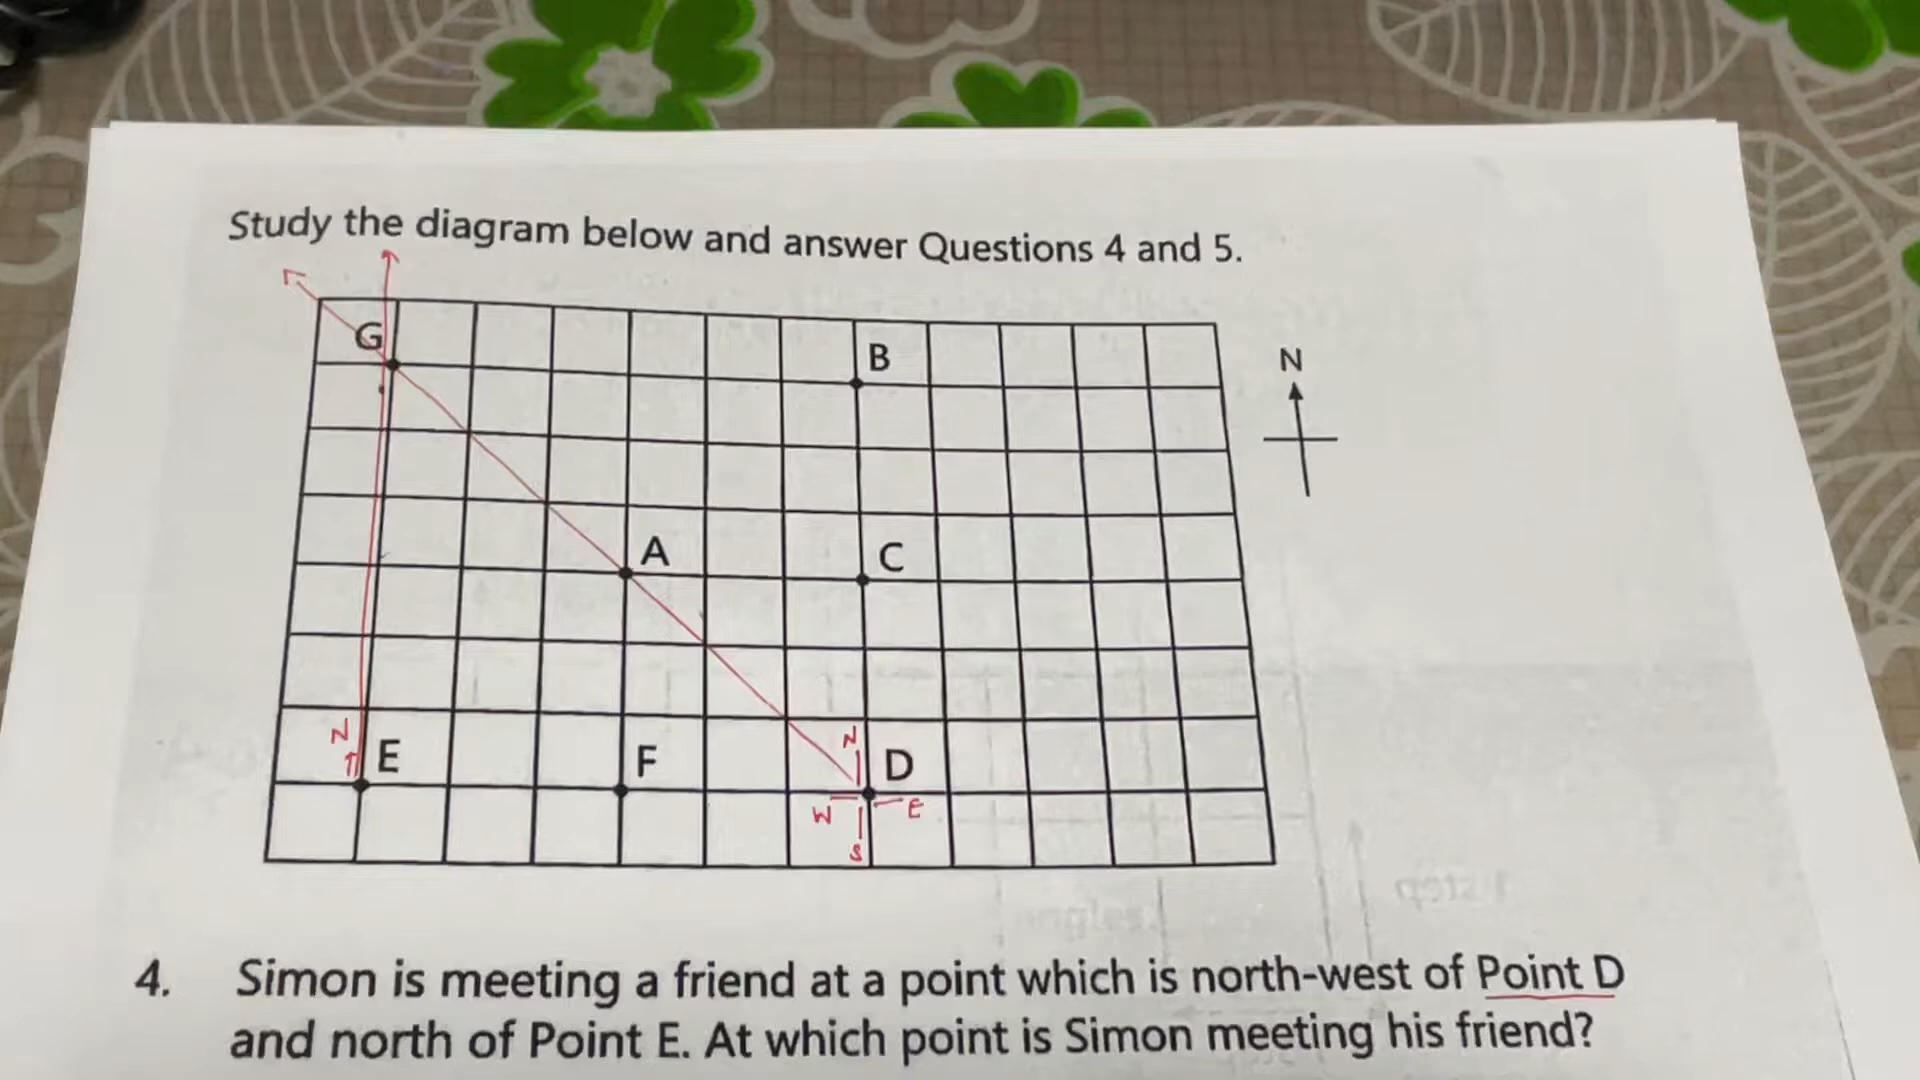 Study the diagram below and answer Questions 4 and 5.
G
B
N
A
C
N
E
F
N
D
W
E
S
4. Simon is meeting a friend at a point which is north-west of Point D
and north of Point E. At which point is Simon meeting his friend?